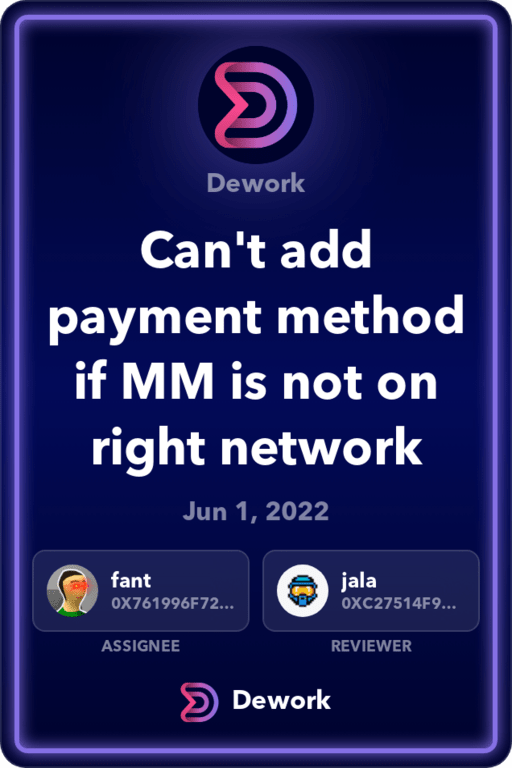 Dework
Can't add
payment method
if MM is not on
right network
Jun 1, 2022
fant
0X761996F72...
ASSIGNEE
jala
0XC27514F9...
REVIEWER
Dework